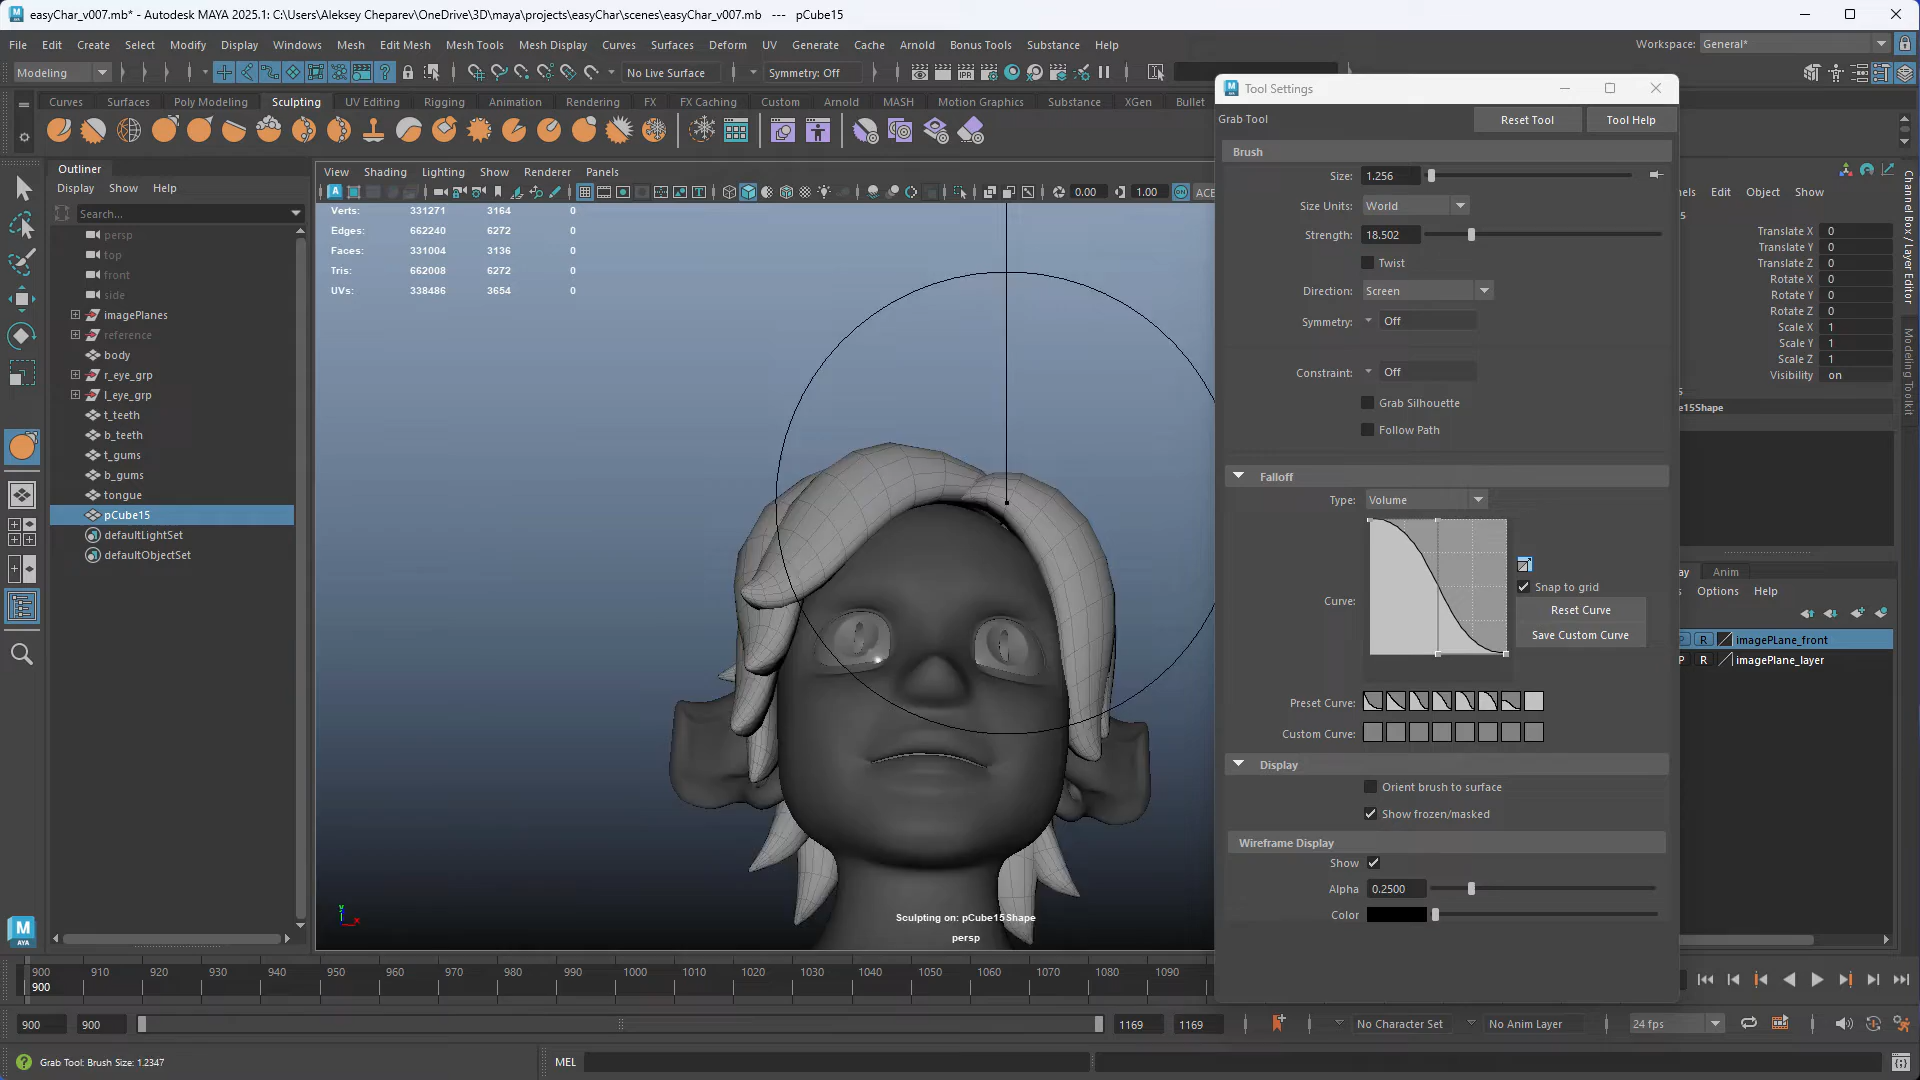 easyChar_v007.mb* - Autodesk MAYA 2025.1: C:\Users\Aleksey Cheparev\OneDrive\3D\maya\projects\easyChar\scenes\easyChar_v007.mb --- pCube15
File Edit Create Select Modify Display Windows Mesh Edit Mesh Mesh Tools Mesh Display Curves Surfaces Deform UV Generate Cache Arnold Bonus Tools Substance Help
Workspace: General*
Modeling No Live Surface Symmetry: Off
Curves Surfaces Poly Modeling Sculpting UV Editing Rigging Animation Rendering FX FX Caching Custom Arnold MASH Motion Graphics Substance XGen Bullet
Outliner
Display Show Help
Search...
persp
top
front
side
imagePlanes
reference
body
r_eye_grp
l_eye_grp
t_teeth
b_teeth
t_gums
b_gums
tongue
pCube15
defaultLightSet
defaultObjectSet
View Shading Lighting Show Renderer Panels
0.00 1.00 ACE
Verts: 331271 3164 0
Edges: 662240 6272 0
Faces: 331004 3136 0
Tris: 662008 6272 0
UVs: 338486 3654 0
Sculpting on: pCube15Shape
persp
Tool Settings
Grab Tool Reset Tool Tool Help
Brush
Size: 1.256
Size Units: World
Strength: 18.502
Twist
Direction: Screen
Symmetry: Off
Constraint: Off
Grab Silhouette
Follow Path
Falloff
Type: Volume
Curve:
Snap to grid
Reset Curve
Save Custom Curve
Preset Curve:
Custom Curve:
Display
Orient brush to surface
Show frozen/masked
Wireframe Display
Show
Alpha 0.2500
Color
nels Edit Object Show
Translate X 0
Translate Y 0
Translate Z 0
Rotate X 0
Rotate Y 0
Rotate Z 0
Scale X 1
Scale Y 1
Scale Z 1
Visibility on
e15Shape
Channel Box / Layer Editor
Modeling Toolkit
ay Anim
s Options Help
P R imagePLane_front
P R imagePlane_layer
900 910 920 930 940 950 960 970 980 990 1000 1010 1020 1030 1040 1050 1060 1070 1080 1090
900
900 900 1169 1169 No Character Set No Anim Layer 24 fps
Grab Tool: Brush Size: 1.2347 MEL